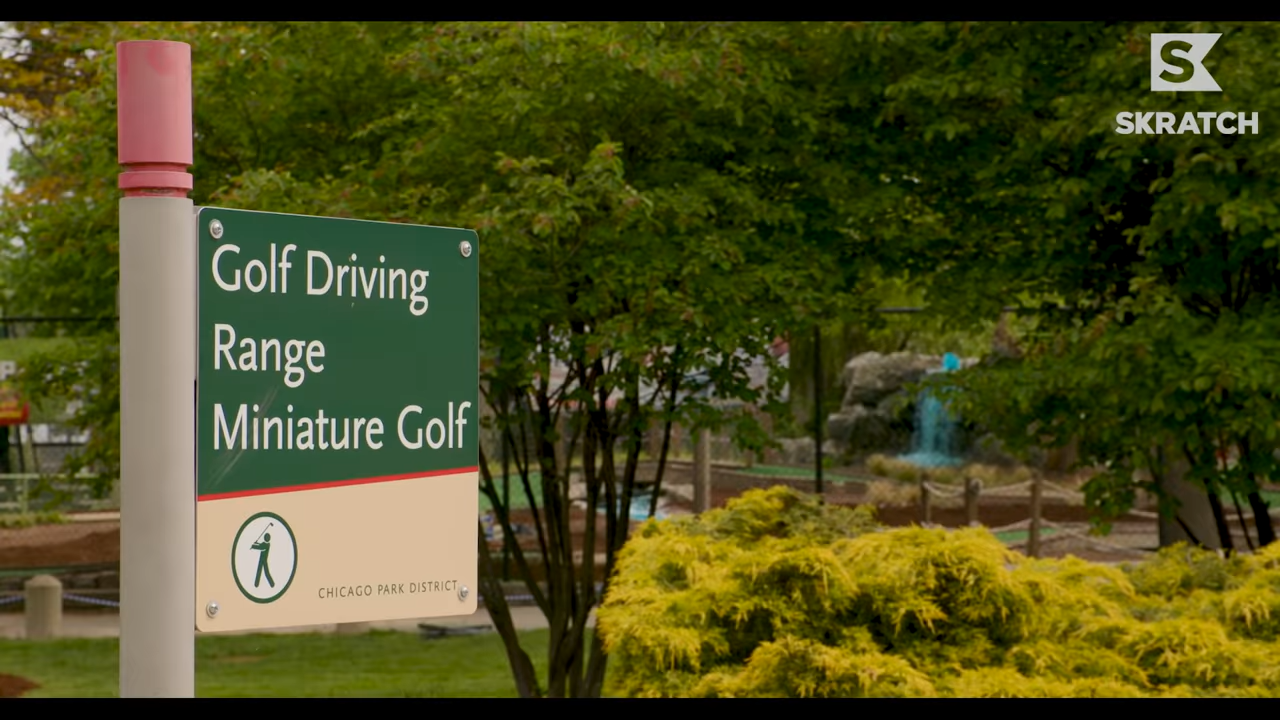 Golf Driving
Range
Miniature Golf
CHICAGO PARK DISTRICT
S
SKRATCH